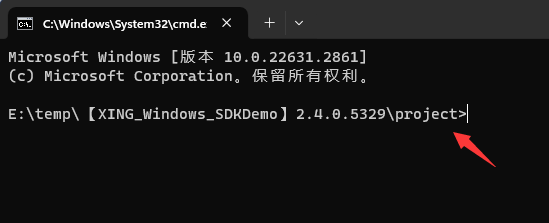 C:\Windows\System32\cmd.e
Microsoft Windows [版本 10.0.22631.2861]
(c) Microsoft Corporation。保留所有权利。
E:\temp\【XING_Windows_SDKDemo】2.4.0.5329\project>